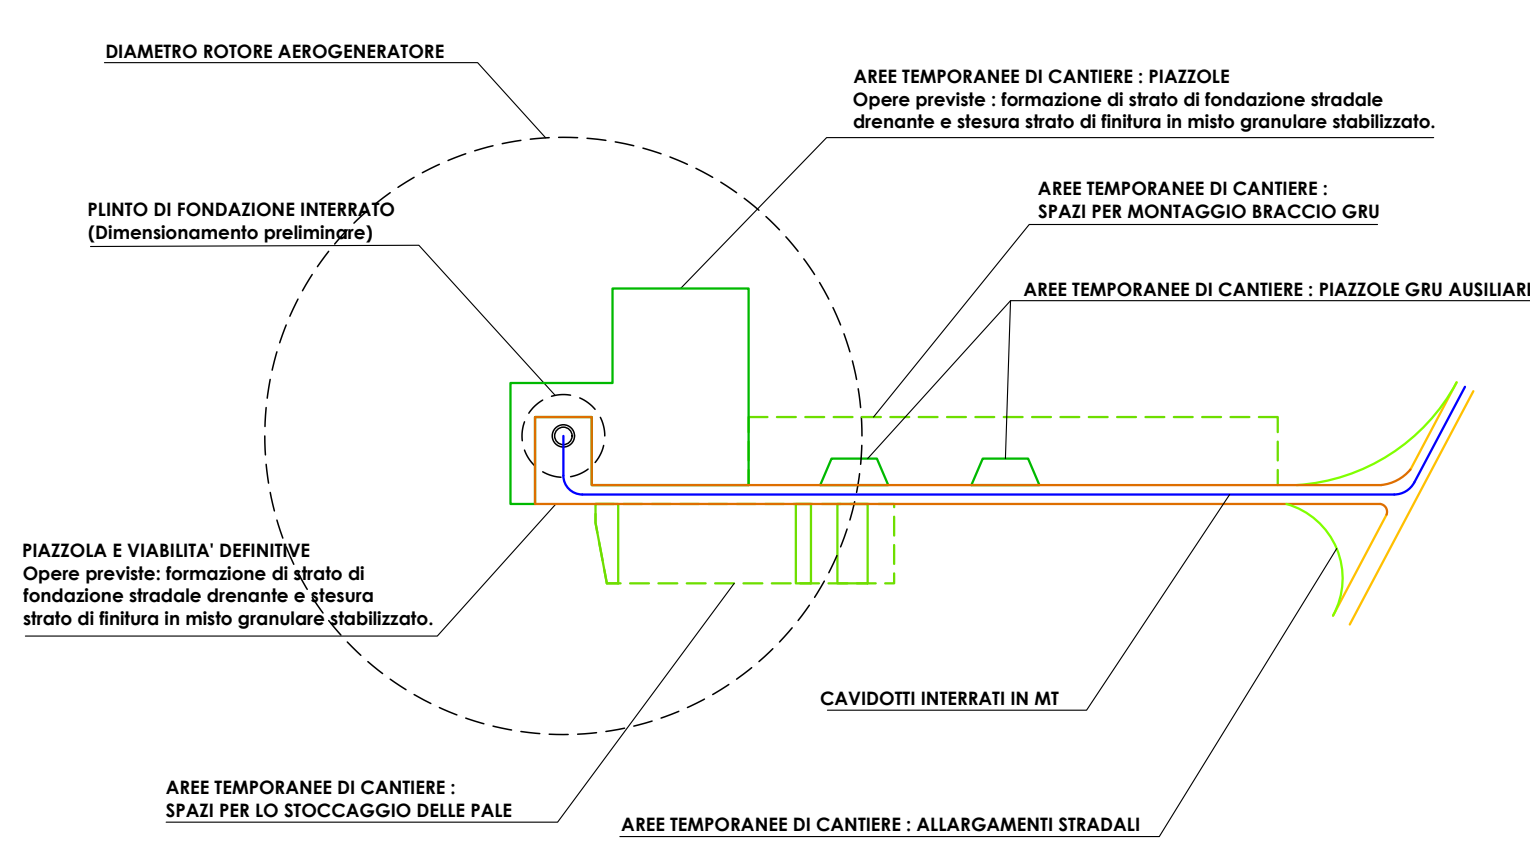 DIAMETRO ROTORE AEROGENERATORE
AREE TEMPORANEE DI CANTIERE : PIAZZOLE
Opere previste : formazione di strato di fondazione stradale
drenante e stesura strato di finitura in misto granulare stabilizzato.
AREE TEMPORANEE DI CANTIERE :
SPAZI PER MONTAGGIO BRACCIO GRU
PLINTO DI FONDAZIONE INTERRATO
(Dimensionamento preliminare)
AREE TEMPORANEE DI CANTIERE : PIAZZOLE GRU AUSILIARI
PIAZZOLA E VIABILITA' DEFINITIVE
Opere previste: formazione di strato di
fondazione stradale drenante e stesura
strato di finitura in misto granulare stabilizzato.
CAVIDOTTI INTERRATI IN MT
AREE TEMPORANEE DI CANTIERE :
SPAZI PER LO STOCCAGGIO DELLE PALE
AREE TEMPORANEE DI CANTIERE : ALLARGAMENTI STRADALI